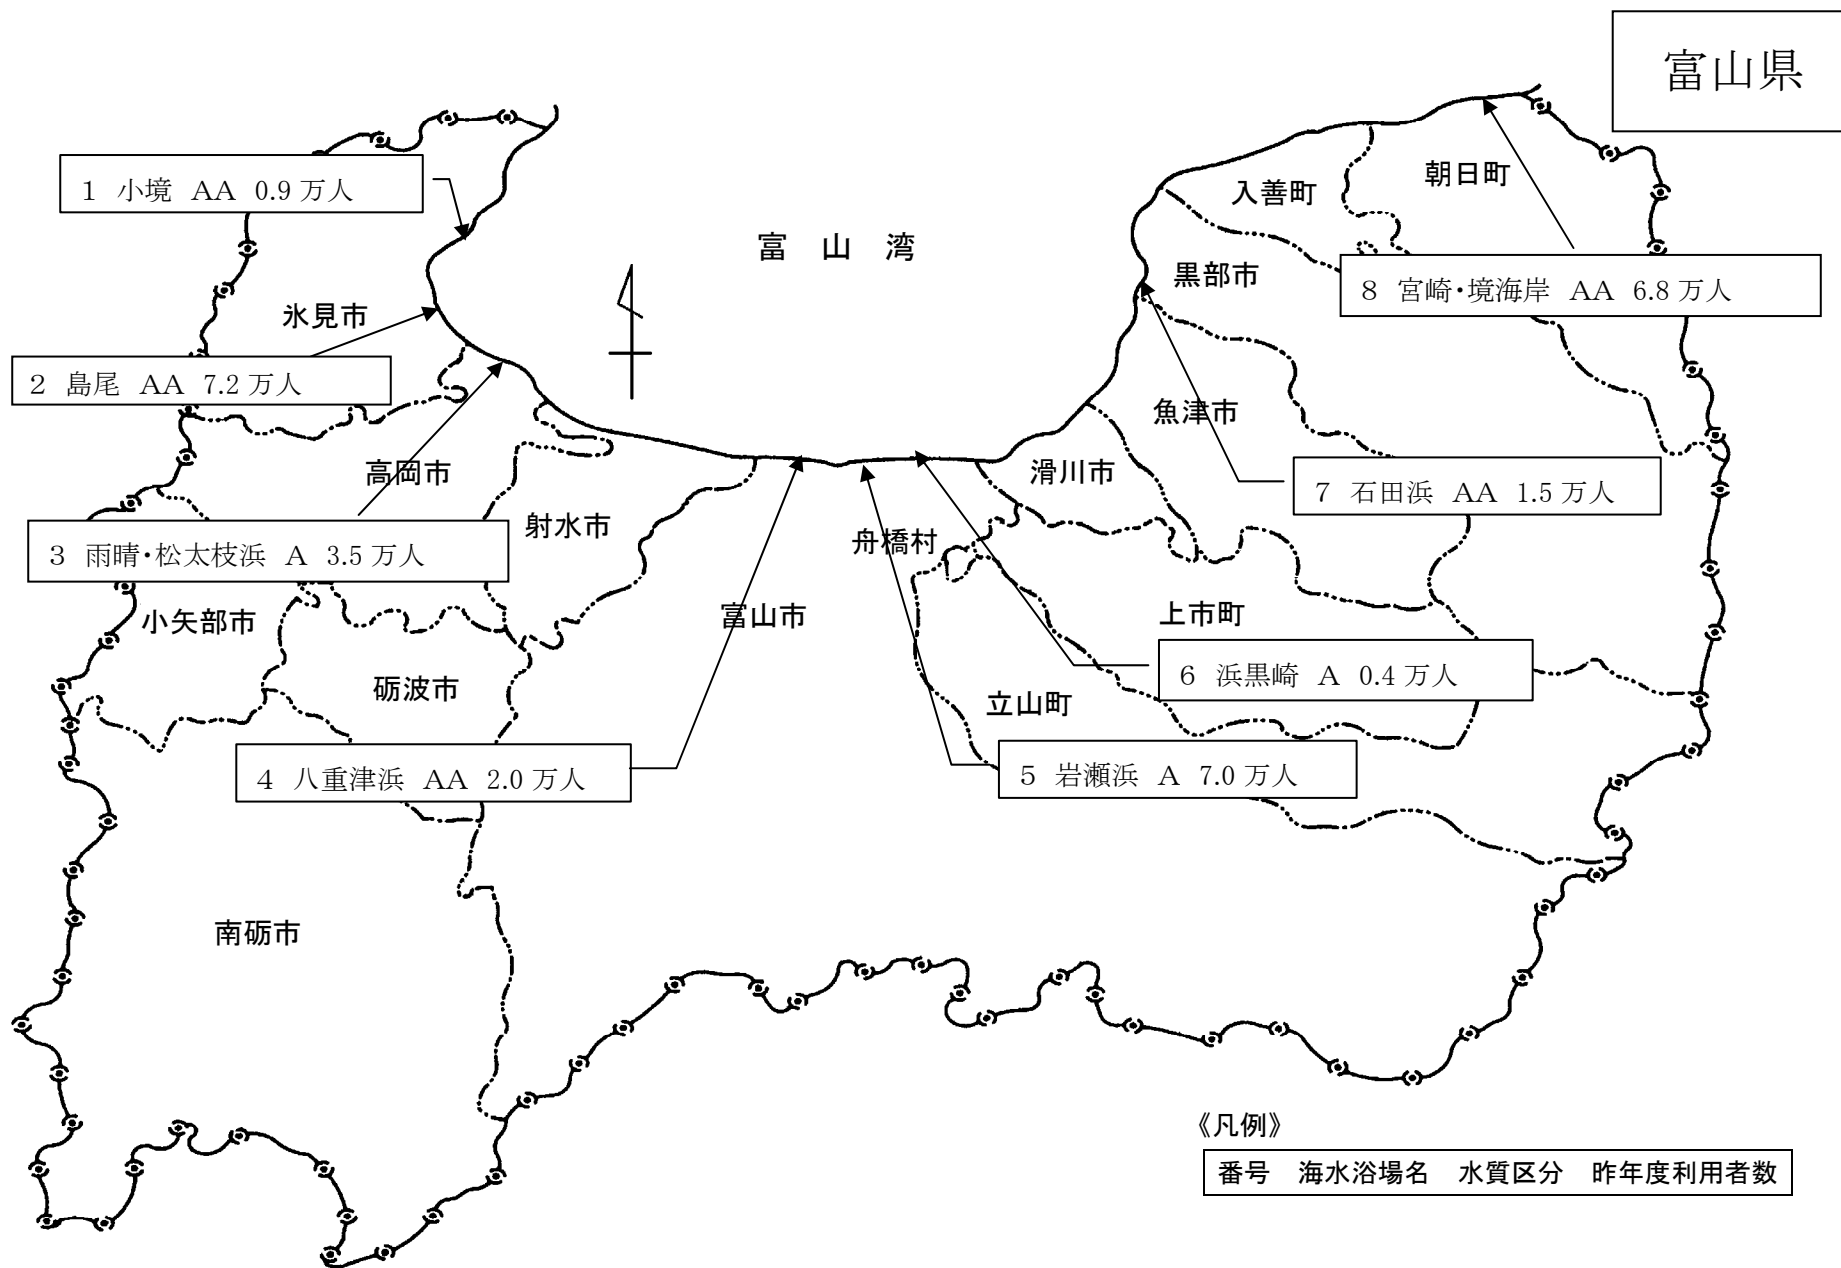 富山県
1 小境 AA 0.9 万人
朝日町
入善町
富 山 湾
黒部市
8 宮崎・境海岸 AA 6.8 万人
氷見市
2 島尾 AA 7.2 万人
魚津市
高岡市
滑川市
7 石田浜 AA 1.5 万人
射水市
舟橋村
3 雨晴・松太枝浜 A 3.5 万人
小矢部市
富山市
上市町
砺波市
6 浜黒崎 A 0.4 万人
立山町
4 八重津浜 AA 2.0 万人
5 岩瀬浜 A 7.0 万人
南砺市
《凡例》
番号 海水浴場名 水質区分 昨年度利用者数